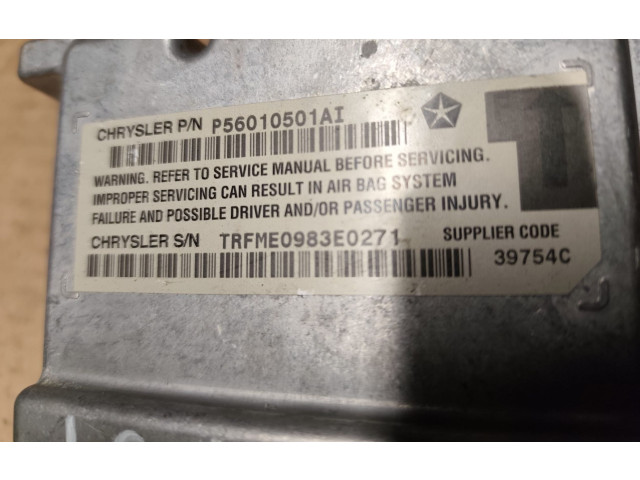 CHRYSLER P/N P56010501AI
WARNING. REFER TO SERVICE MANUAL BEFORE SERVICING.
IMPROPER SERVICING CAN RESULT IN AIR BAG SYSTEM
FAILURE AND POSSIBLE DRIVER AND/OR PASSENGER INJURY.
CHRYSLER S/N TRFME0983E0271 SUPPLIER CODE
39754C